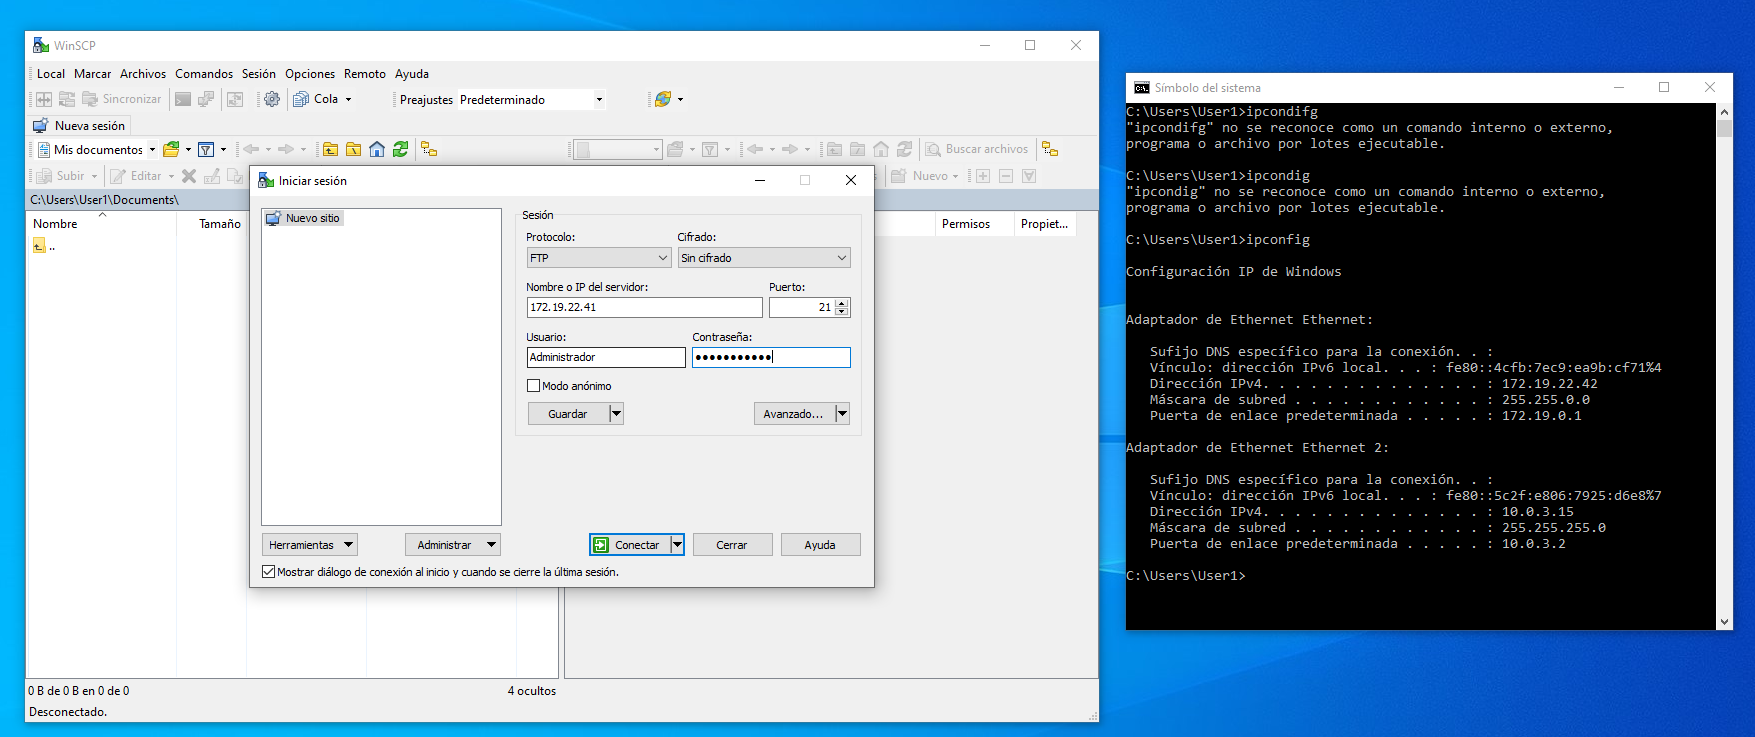 WinSCP
Local Marcar Archivos Comandos Sesión Opciones Remoto Ayuda
Sincronizar Cola Preajustes Predeterminado
Nueva sesión
Mis documentos Buscar archivos
Subir Editar Nuevo
C:\Users\User1\Documents\
Nombre Tamaño Permisos Propiet...
..
Iniciar sesión
Nuevo sitio
Sesión
Protocolo: Cifrado:
FTP Sin cifrado
Nombre o IP del servidor: Puerto:
172.19.22.41 21
Usuario: Contraseña:
Administrador ●●●●●●●●●●●
Modo anónimo
Guardar Avanzado...
Herramientas Administrar Conectar Cerrar Ayuda
Mostrar diálogo de conexión al inicio y cuando se cierre la última sesión.
0 B de 0 B en 0 de 0 4 ocultos
Desconectado.
Símbolo del sistema
C:\Users\User1>ipcondifg
"ipcondifg" no se reconoce como un comando interno o externo,
programa o archivo por lotes ejecutable.
C:\Users\User1>ipcondig
"ipcondig" no se reconoce como un comando interno o externo,
programa o archivo por lotes ejecutable.
C:\Users\User1>ipconfig
Configuración IP de Windows
Adaptador de Ethernet Ethernet:
Sufijo DNS específico para la conexión. . :
Vínculo: dirección IPv6 local. . . : fe80::4cfb:7ec9:ea9b:cf71%4
Dirección IPv4. . . . . . . . . . . . . . : 172.19.22.42
Máscara de subred . . . . . . . . . . . . : 255.255.0.0
Puerta de enlace predeterminada . . . . . : 172.19.0.1
Adaptador de Ethernet Ethernet 2:
Sufijo DNS específico para la conexión. . :
Vínculo: dirección IPv6 local. . . : fe80::5c2f:e806:7925:d6e8%7
Dirección IPv4. . . . . . . . . . . . . . : 10.0.3.15
Máscara de subred . . . . . . . . . . . . : 255.255.255.0
Puerta de enlace predeterminada . . . . . : 10.0.3.2
C:\Users\User1>